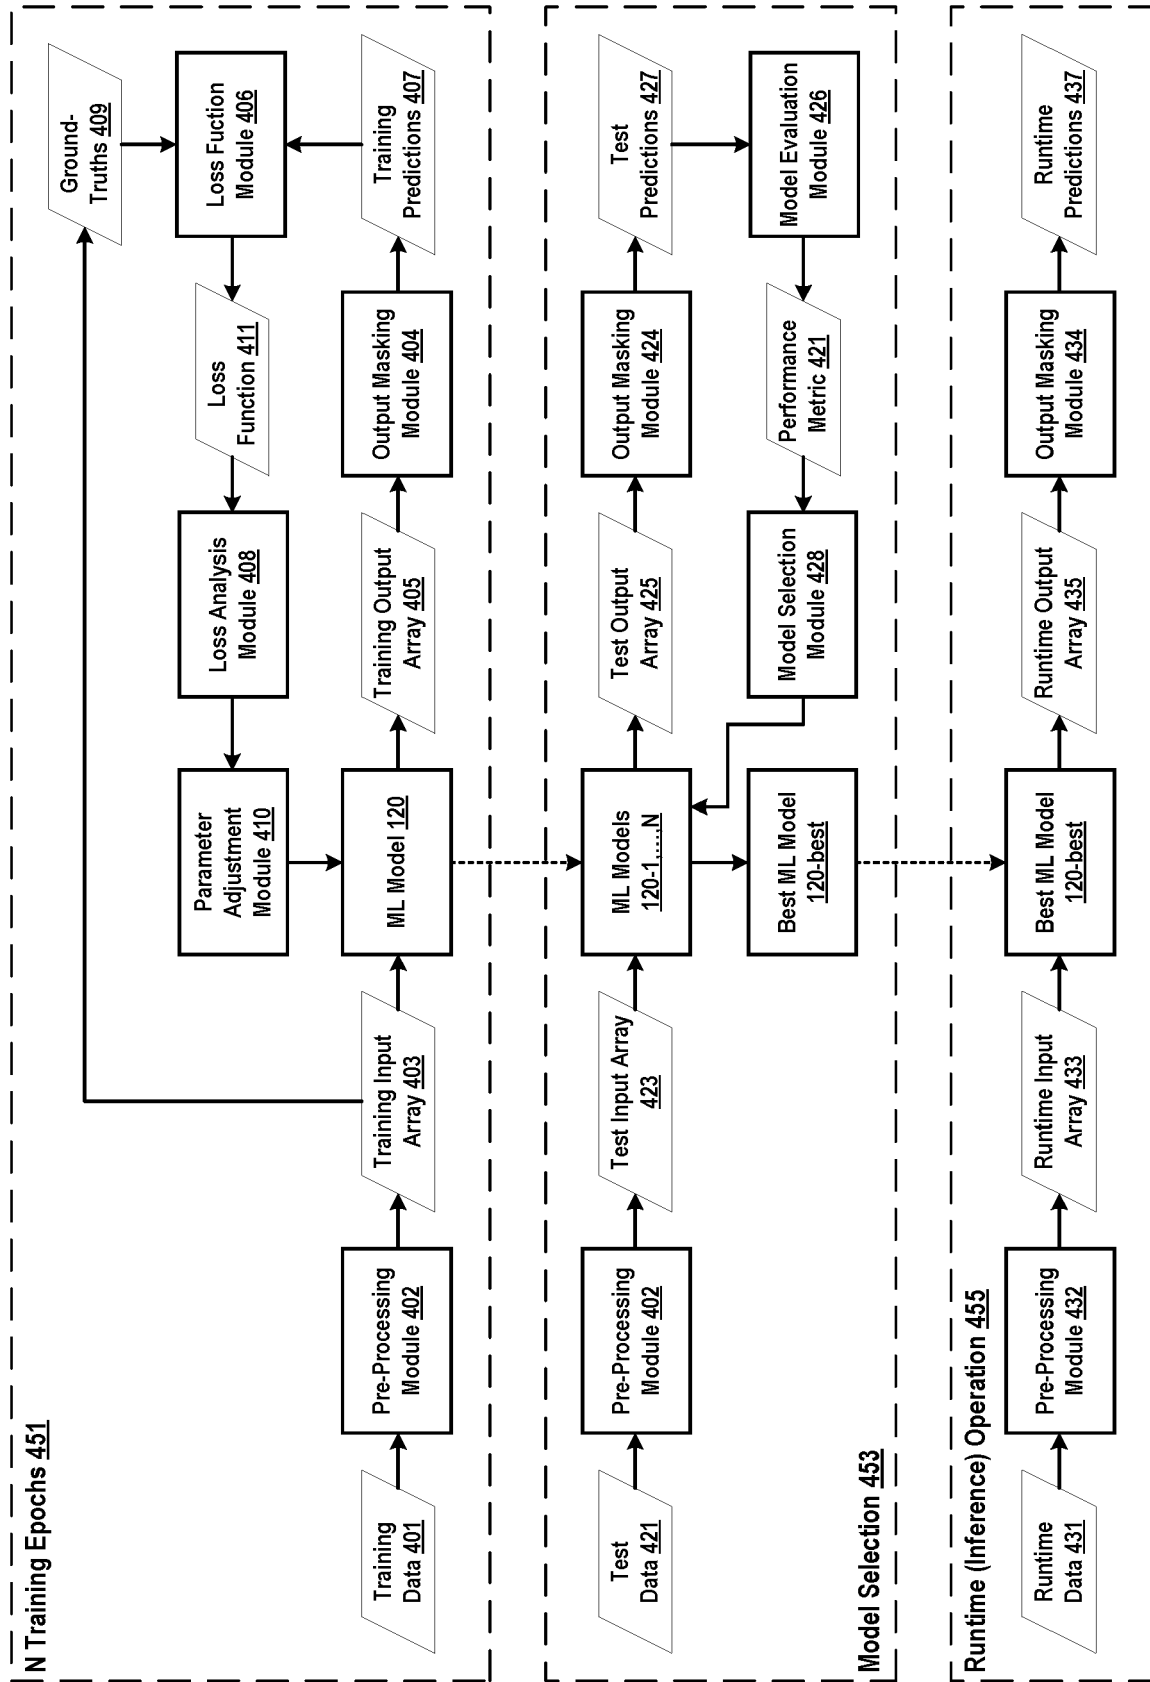 N Training Epochs 451
Ground-
Truths 409
Loss Fuction
Module 406
Loss
Function 411
Loss Analysis
Module 408
Parameter
Adjustment
Module 410
Training
Data 401
Pre-Processing
Module 402
Training Input
Array 403
ML Model 120
Training Output
Array 405
Output Masking
Module 404
Training
Predictions 407
Test
Data 421
Pre-Processing
Module 402
Test Input Array
423
ML Models
120-1,...,N
Test Output
Array 425
Output Masking
Module 424
Test
Predictions 427
Best ML Model
120-best
Model Selection
Module 428
Performance
Metric 421
Model Evaluation
Module 426
Model Selection 453
Runtime (Inference) Operation 455
Runtime
Data 431
Pre-Processing
Module 432
Runtime Input
Array 433
Best ML Model
120-best
Runtime Output
Array 435
Output Masking
Module 434
Runtime
Predictions 437